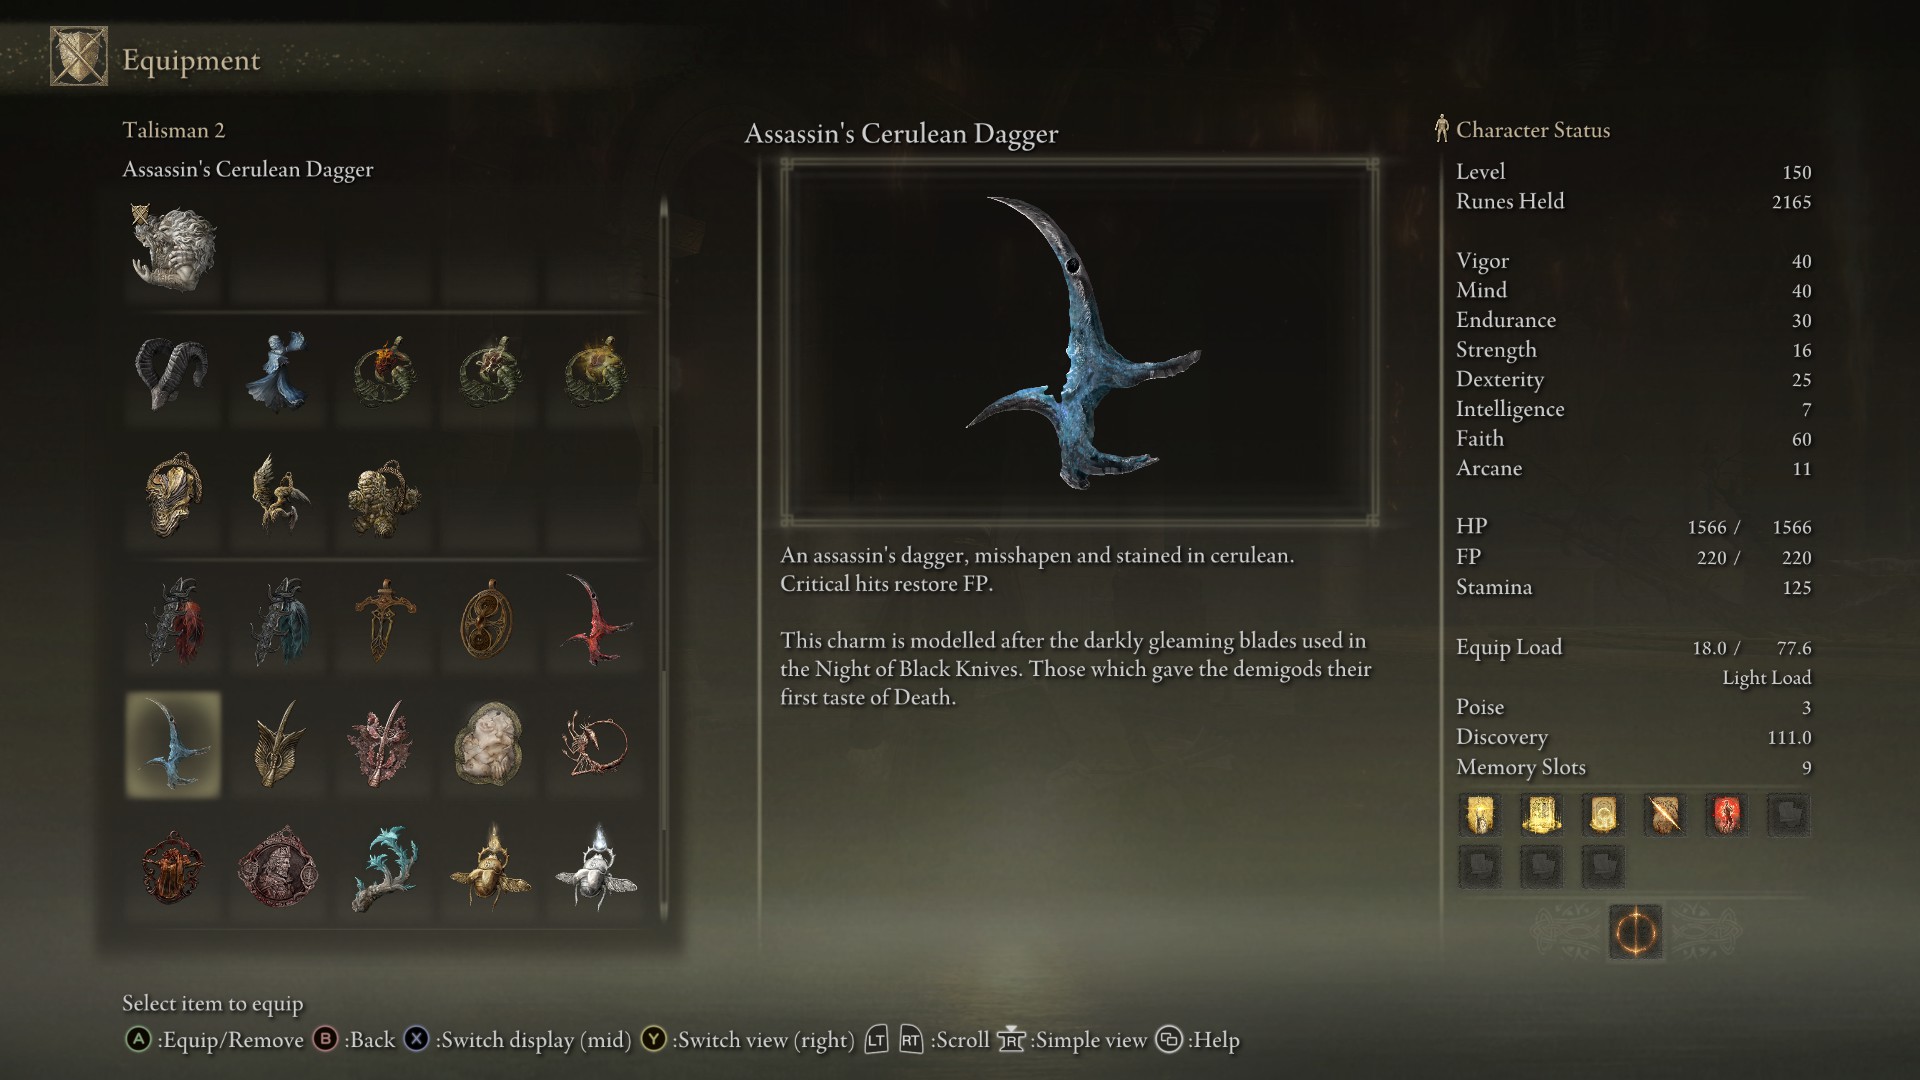 Equipment
Talisman 2
Assassin's Cerulean Dagger
Assassin's Cerulean Dagger
An assassin's dagger, misshapen and stained in cerulean.
Critical hits restore FP.
This charm is modelled after the darkly gleaming blades used in
the Night of Black Knives. Those which gave the demigods their
first taste of Death.
Character Status
Level 150
Runes Held 2165
Vigor 40
Mind 40
Endurance 30
Strength 16
Dexterity 25
Intelligence 7
Faith 60
Arcane 11
HP 1566 / 1566
FP 220 / 220
Stamina 125
Equip Load 18.0 / 77.6
Light Load
Poise 3
Discovery 111.0
Memory Slots 9
Select item to equip
A :Equip/Remove B :Back X :Switch display (mid) Y :Switch view (right) LT RT :Scroll R :Simple view :Help